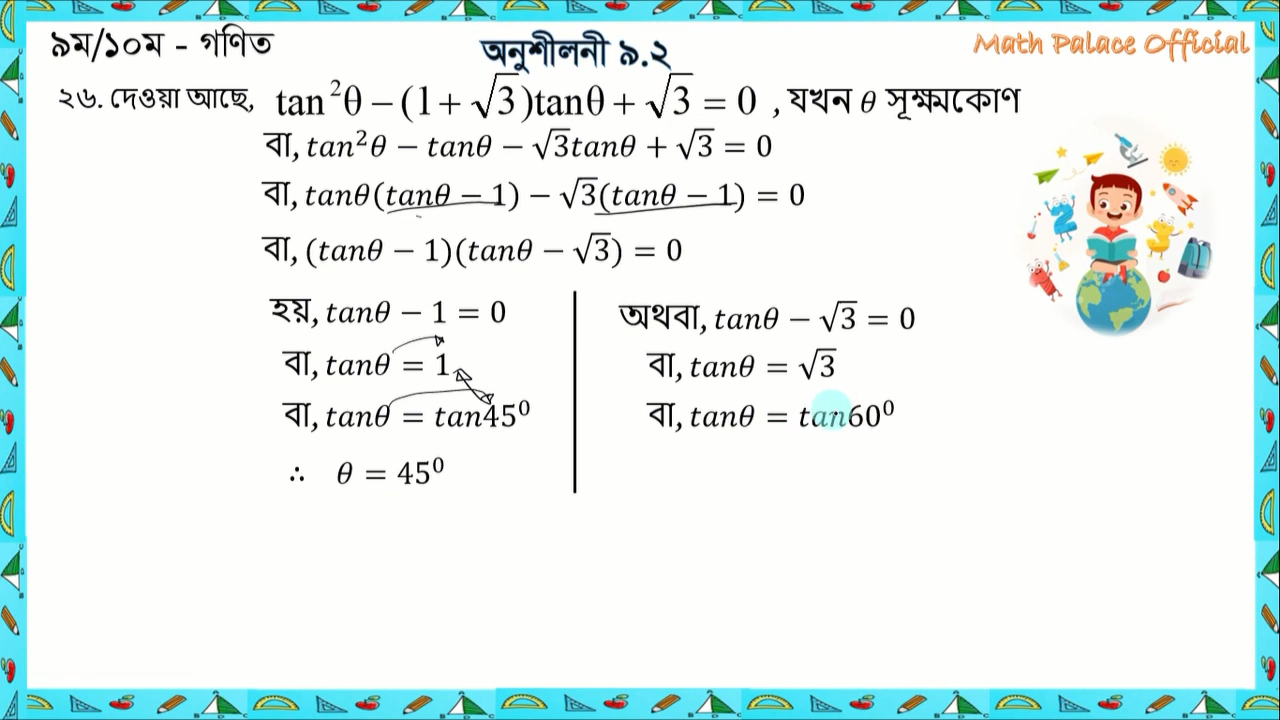 ৯ম/১০ম - গণিত
অনুশীলনী ৯.২
Math Palace Official
২৬. দেওয়া আছে, tan²θ – (1 + √3)tanθ + √3 = 0 , যখন θ সূক্ষ্মকোণ
বা, tan²θ − tanθ − √3tanθ + √3 = 0
বা, tanθ(tanθ − 1) − √3(tanθ − 1) = 0
বা, (tanθ − 1)(tanθ − √3) = 0
হয়, tanθ − 1 = 0
বা, tanθ = 1
বা, tanθ = tan45⁰
∴ θ = 45⁰
অথবা, tanθ − √3 = 0
বা, tanθ = √3
বা, tanθ = tan60⁰